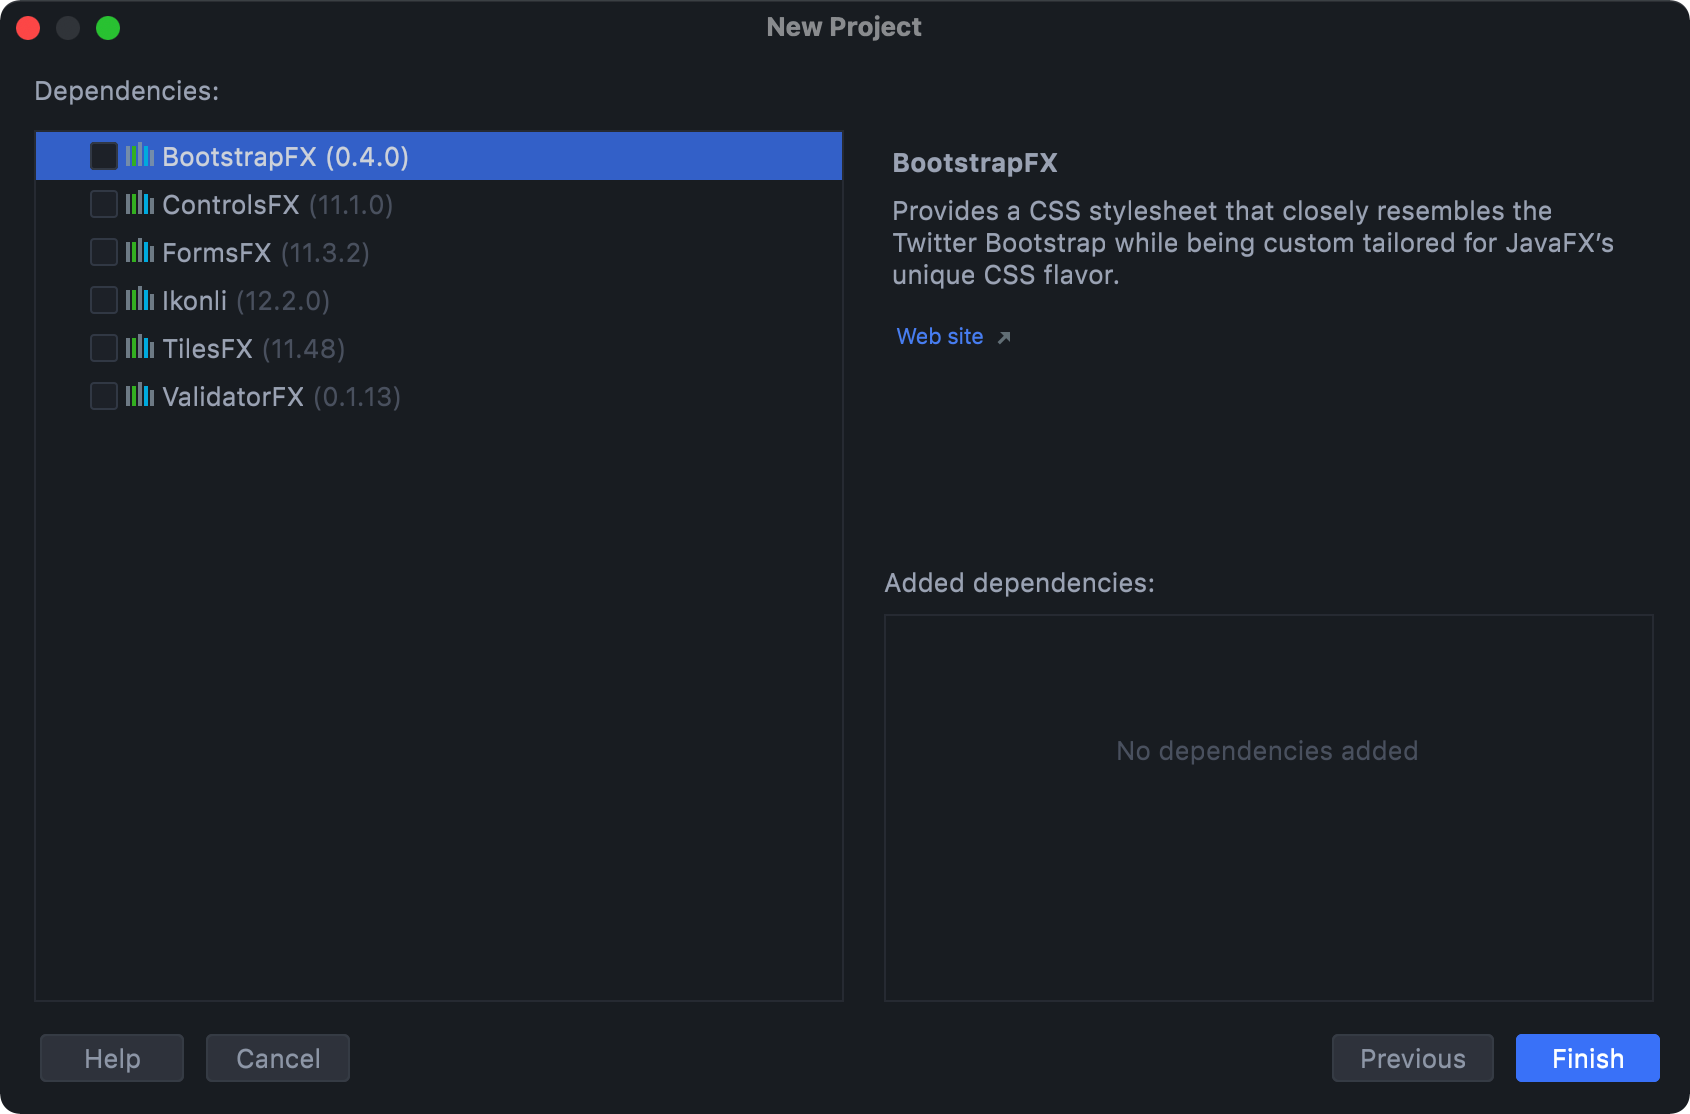 New Project
Dependencies:
BootstrapFX (0.4.0)
ControlsFX (11.1.0)
FormsFX (11.3.2)
Ikonli (12.2.0)
TilesFX (11.48)
ValidatorFX (0.1.13)
BootstrapFX
Provides a CSS stylesheet that closely resembles the
Twitter Bootstrap while being custom tailored for JavaFX’s
unique CSS flavor.
Web site
Added dependencies:
No dependencies added
Help
Cancel
Previous
Finish